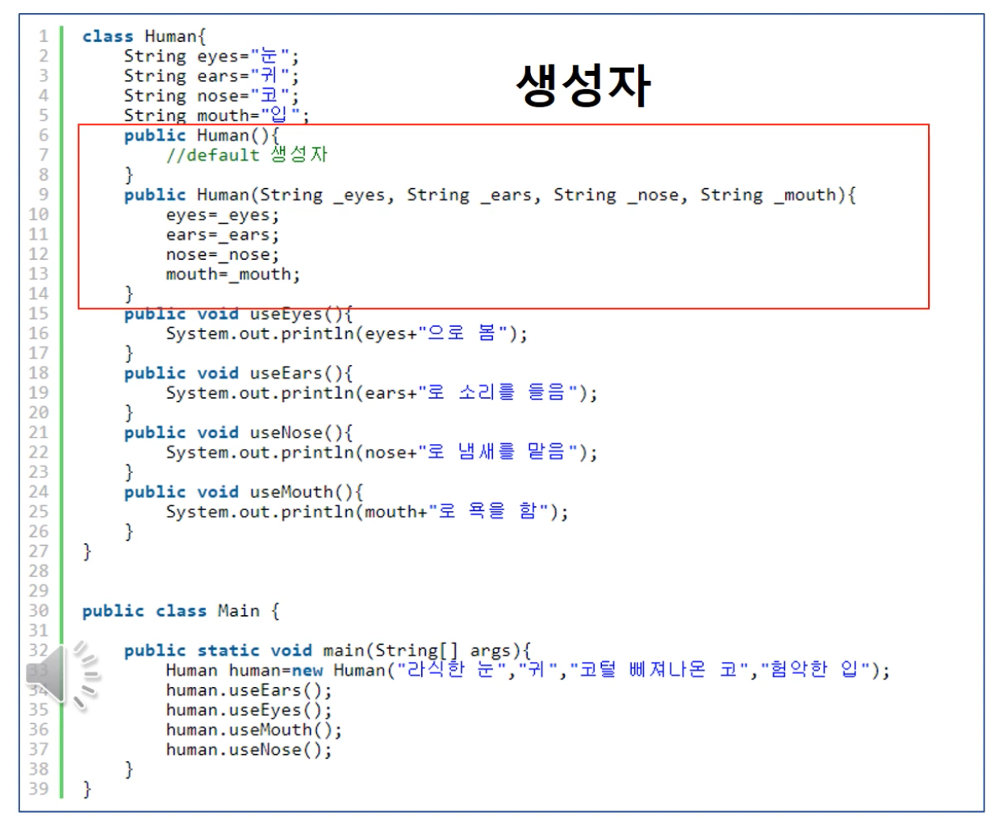 생성자
1 class Human{
2 String eyes="눈";
3 String ears="귀";
4 String nose="코";
5 String mouth="입";
6 public Human(){
7 //default 생성자
8 }
9 public Human(String _eyes, String _ears, String _nose, String _mouth){
10 eyes=_eyes;
11 ears=_ears;
12 nose=_nose;
13 mouth=_mouth;
14 }
15 public void useEyes(){
16 System.out.println(eyes+"으로 봄");
17 }
18 public void useEars(){
19 System.out.println(ears+"로 소리를 들음");
20 }
21 public void useNose(){
22 System.out.println(nose+"로 냄새를 맡음");
23 }
24 public void useMouth(){
25 System.out.println(mouth+"로 욕을 함");
26 }
27 }
28
29
30 public class Main {
31
32 public static void main(String[] args){
33 Human human=new Human("라식한 눈","귀","코털 삐져나온 코","험악한 입");
34 human.useEars();
35 human.useEyes();
36 human.useMouth();
37 human.useNose();
38 }
39 }